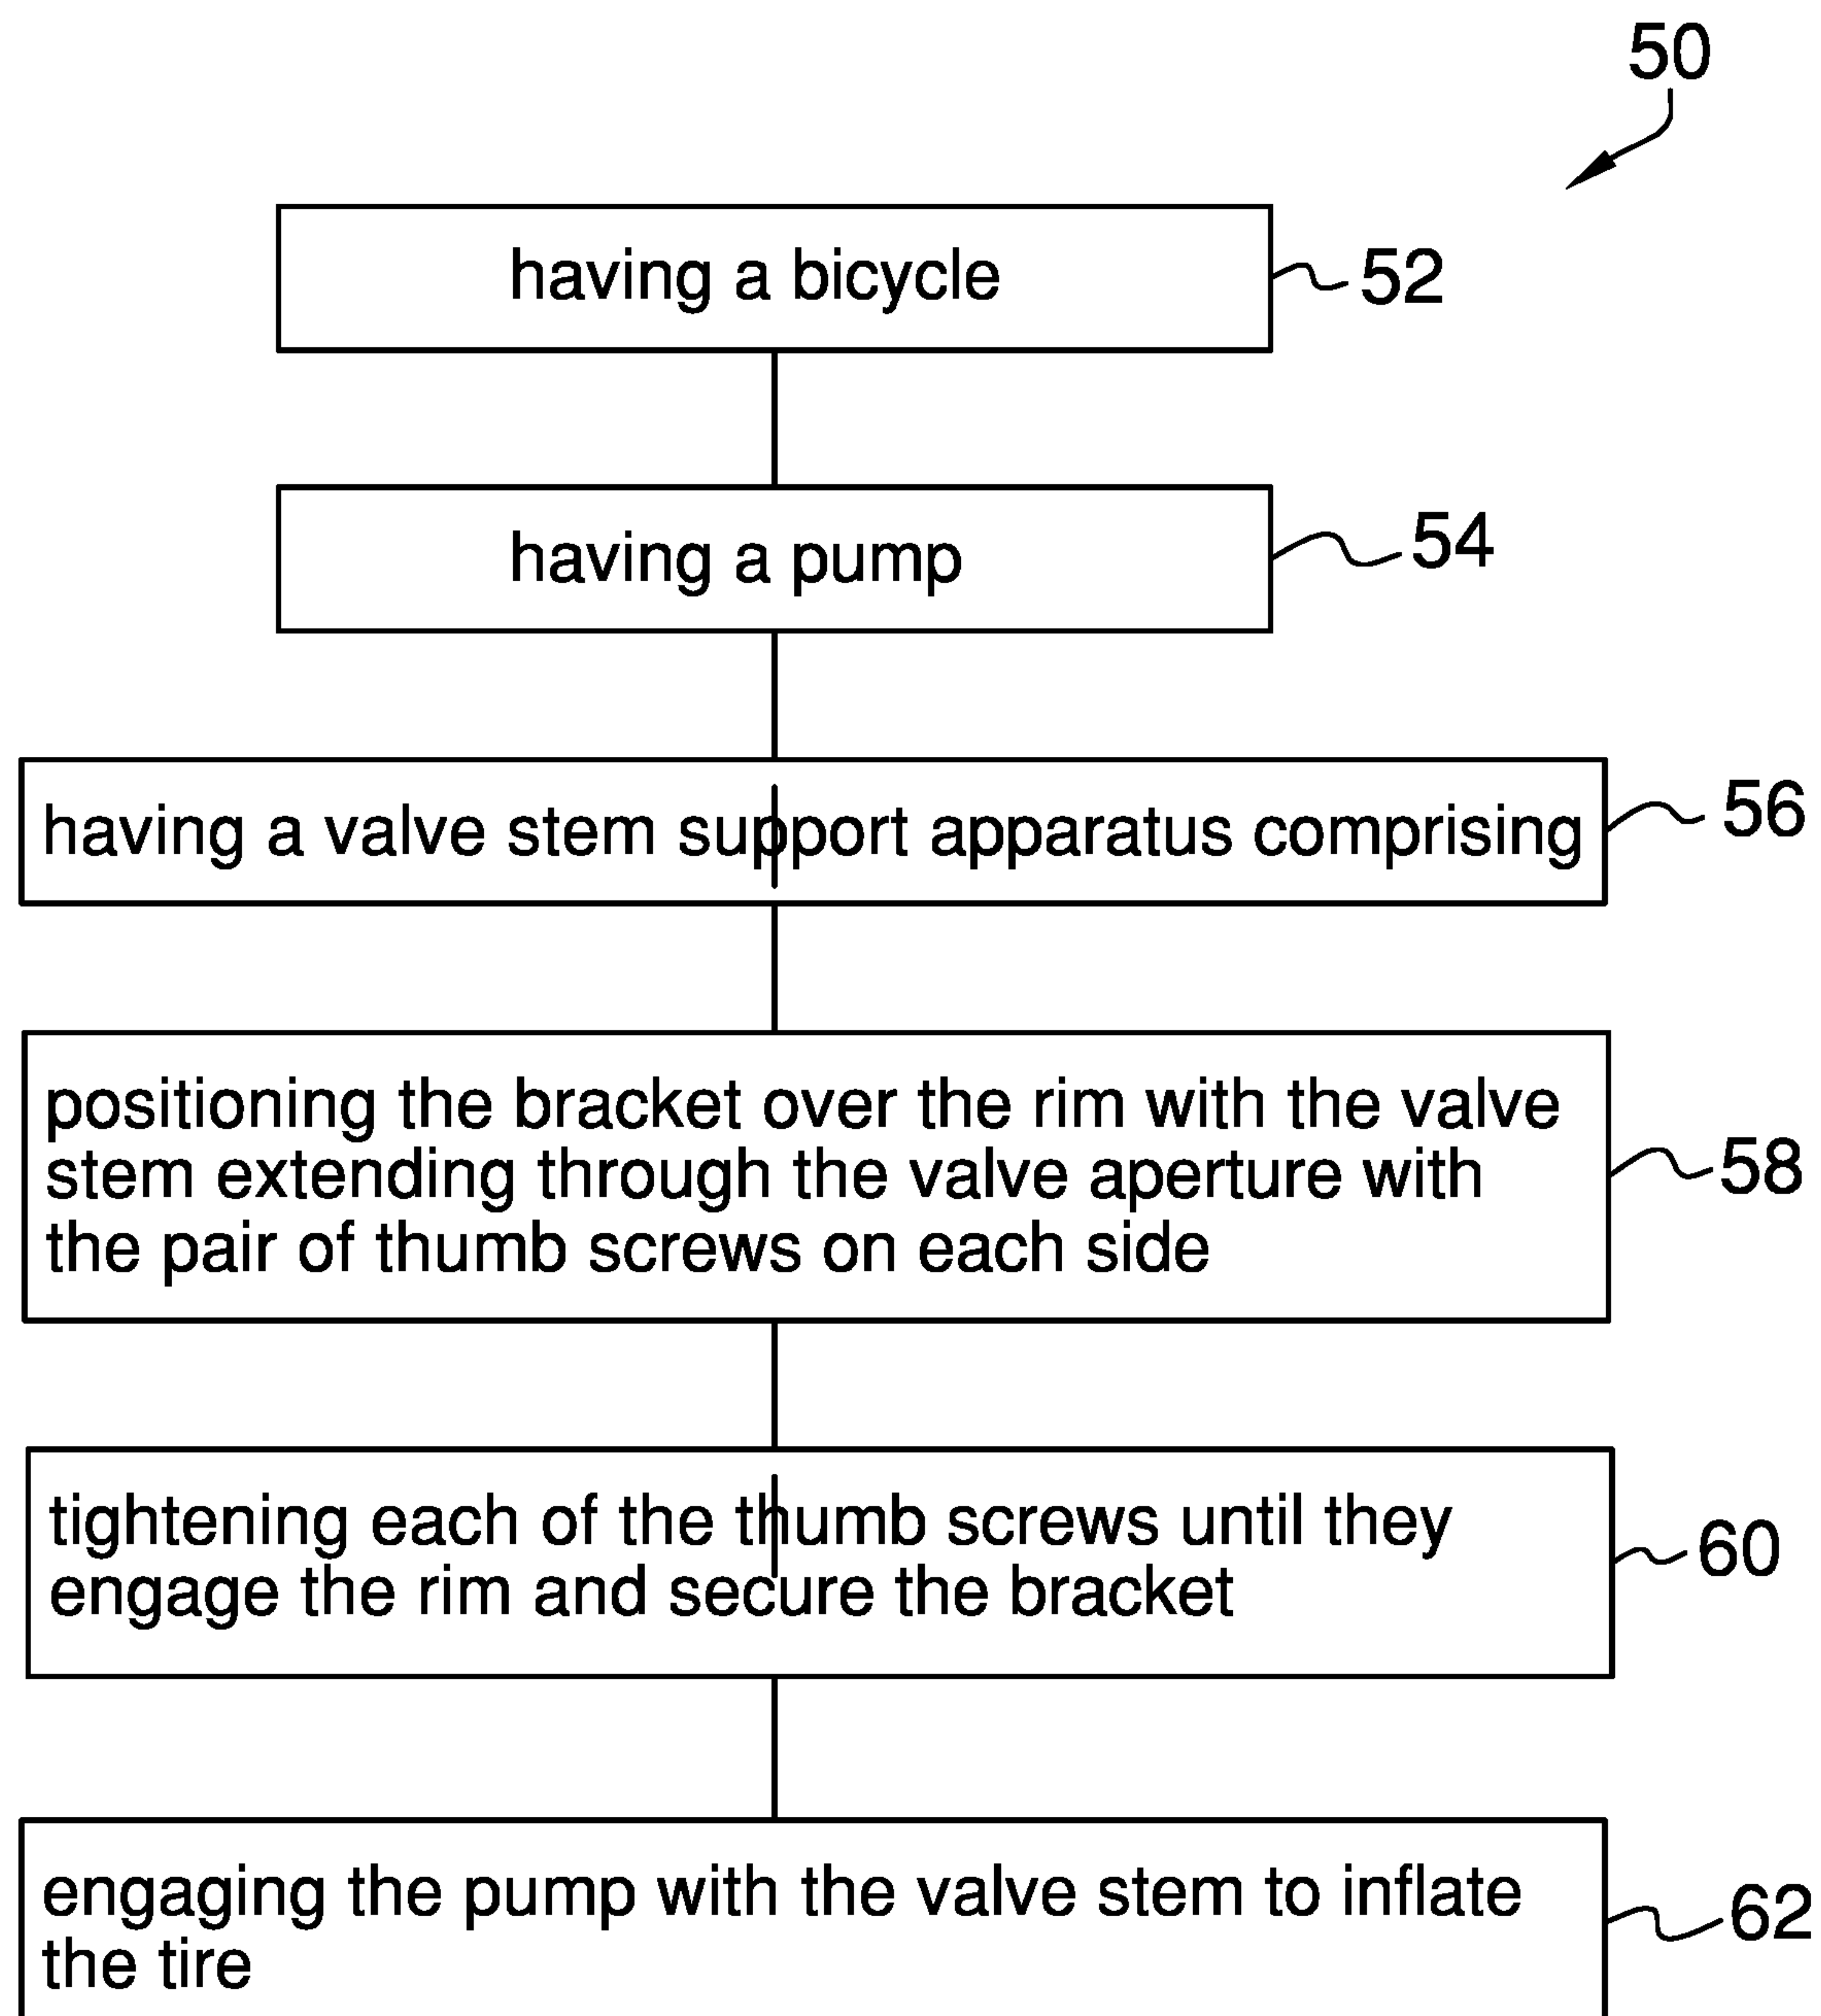 50
having a bicycle
52
having a pump
54
having a valve stem support apparatus comprising
56
positioning the bracket over the rim with the valve
stem extending through the valve aperture with
the pair of thumb screws on each side
58
tightening each of the thumb screws until they
engage the rim and secure the bracket
60
engaging the pump with the valve stem to inflate
the tire
62